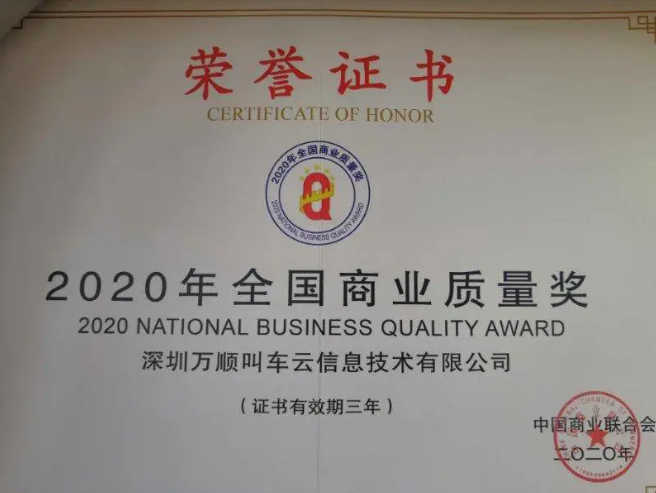 荣誉证书
CERTIFICATE OF HONOR
2020年全国商业质量奖
Q
2020 NATIONAL BUSINESS QUALITY AWARD
2020年全国商业质量奖
2020 NATIONAL BUSINESS QUALITY AWARD
深圳万顺叫车云信息技术有限公司
（证书有效期三年）
中国商业联合会
二〇二〇年